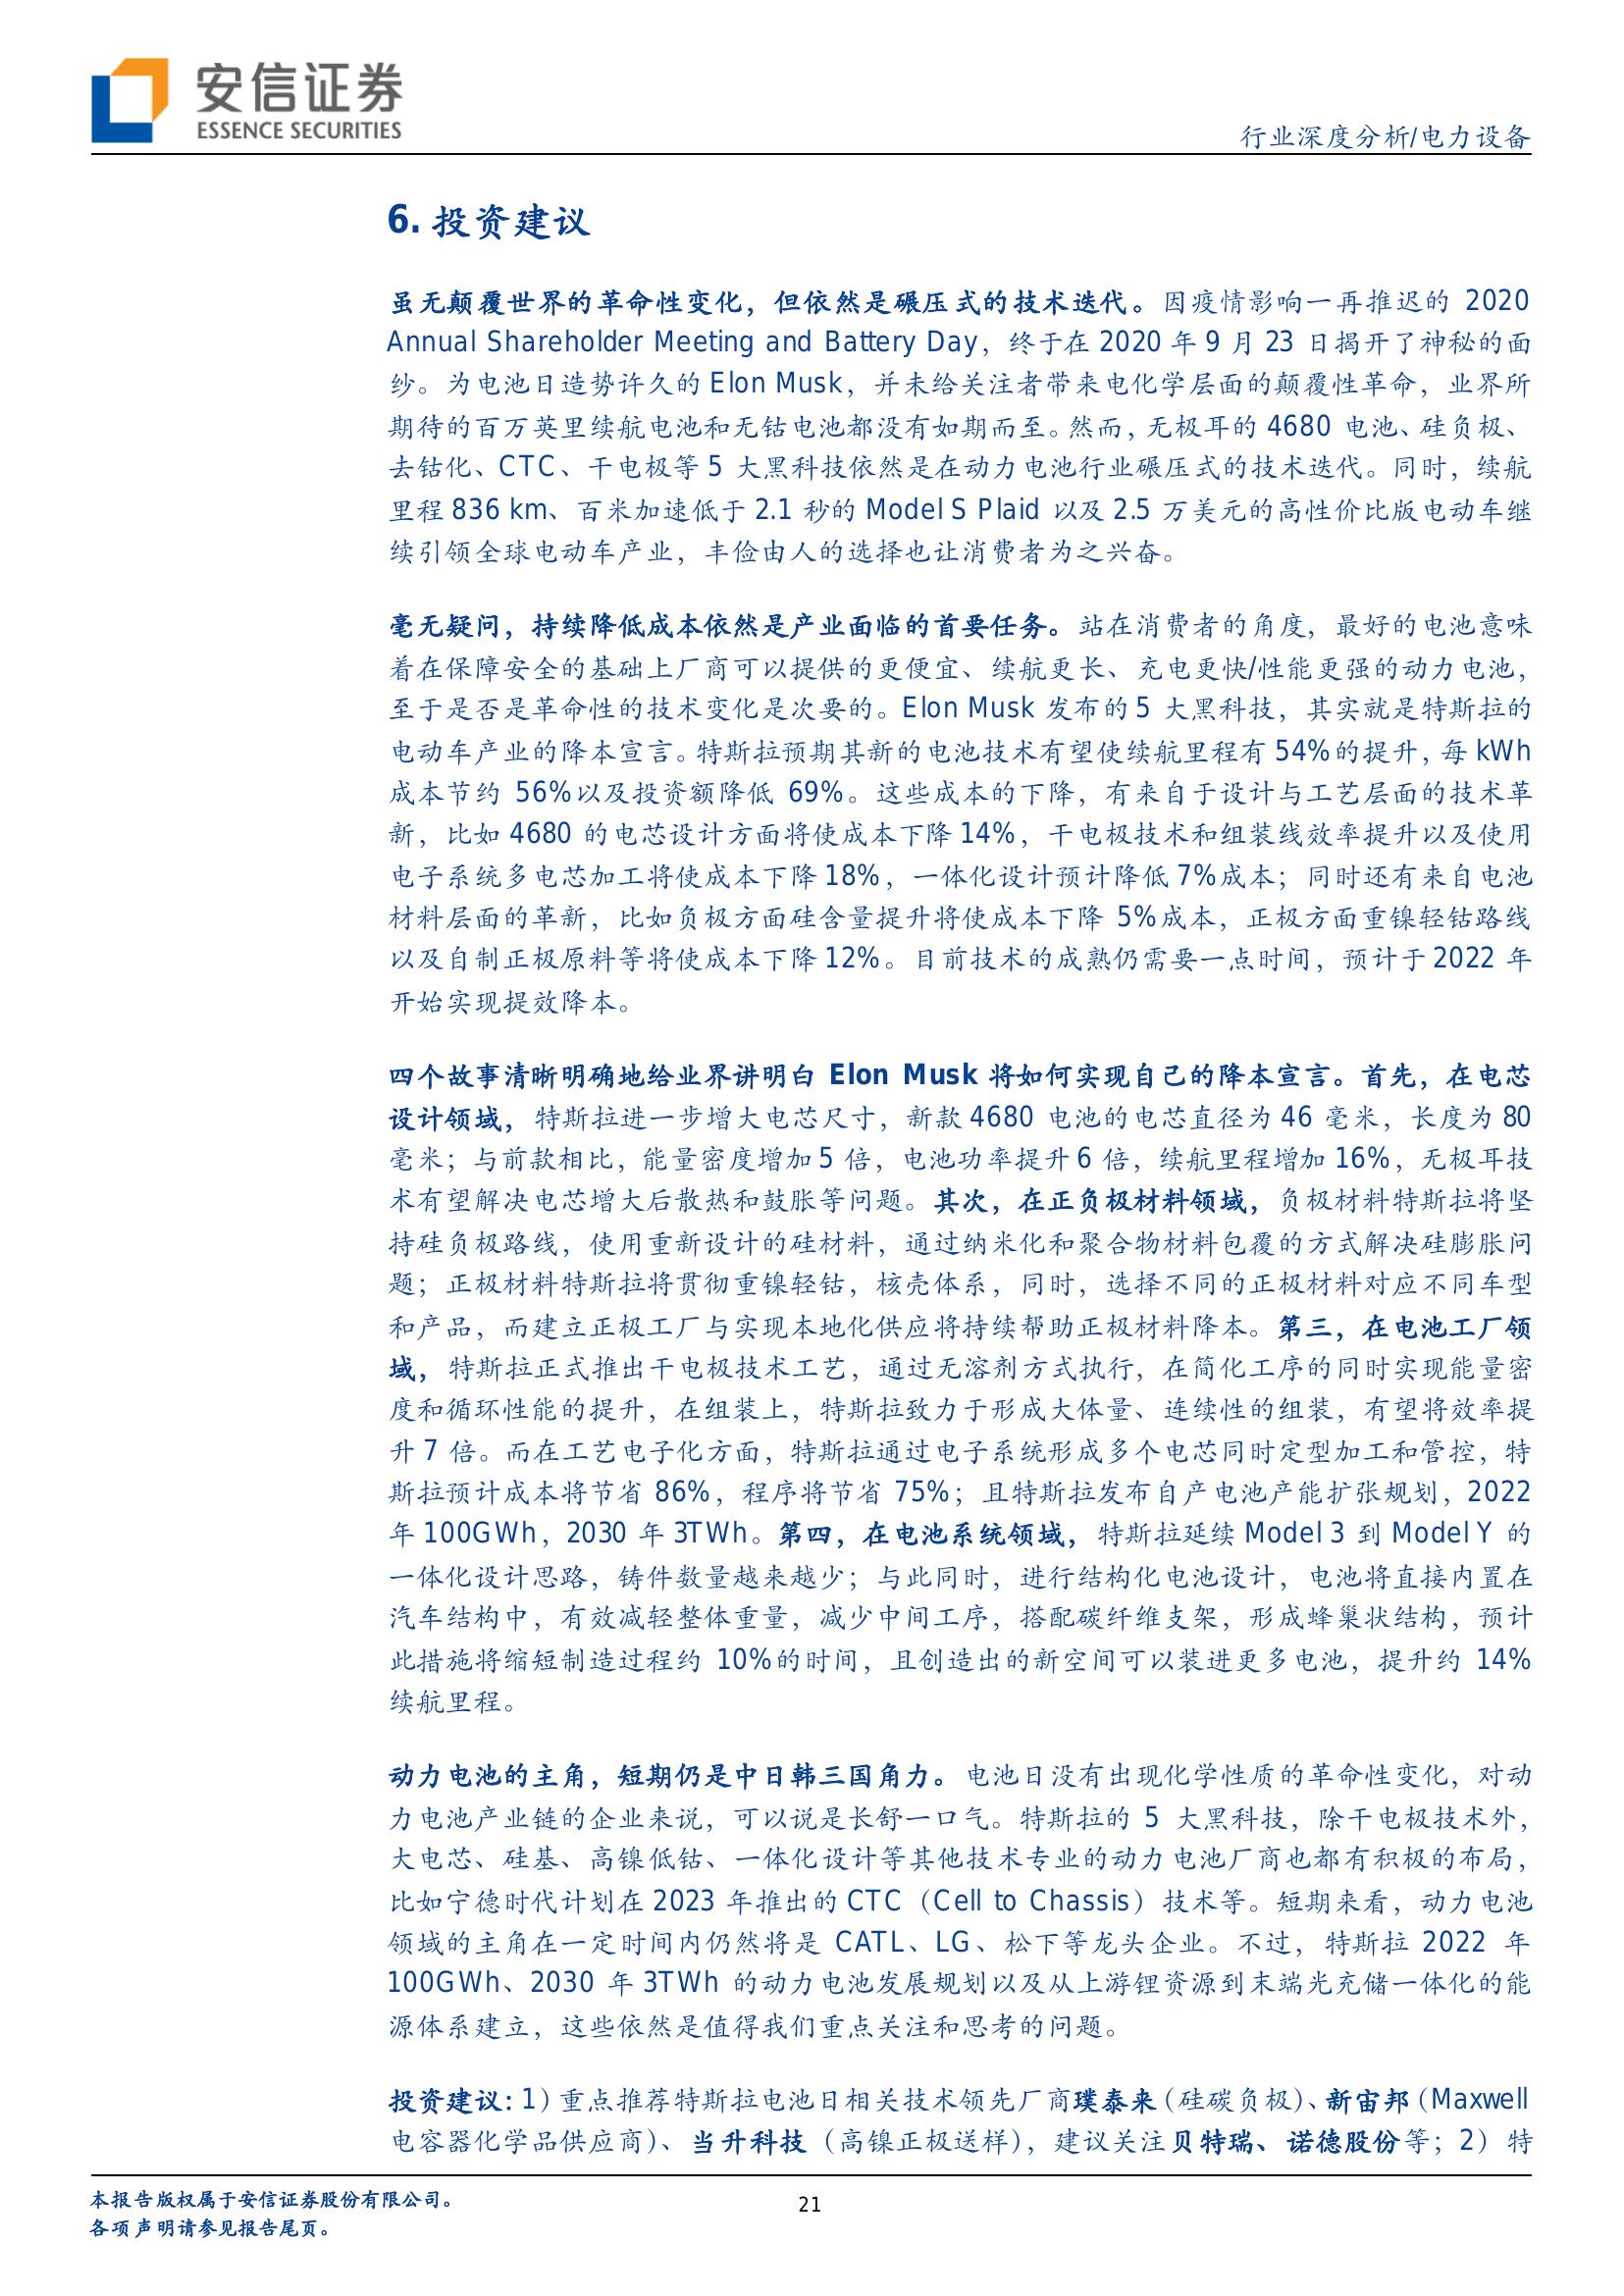 安信证券
ESSENCE SECURITIES
行业深度分析/电力设备
6. 投资建议
虽无颠覆世界的革命性变化，但依然是碾压式的技术迭代。因疫情影响一再推迟的 2020
Annual Shareholder Meeting and Battery Day，终于在 2020 年 9 月 23 日揭开了神秘的面
纱。为电池日造势许久的 Elon Musk，并未给关注者带来电化学层面的颠覆性革命，业界所
期待的百万英里续航电池和无钴电池都没有如期而至。然而，无极耳的 4680 电池、硅负极、
去钴化、CTC、干电极等 5 大黑科技依然是在动力电池行业碾压式的技术迭代。同时，续航
里程 836 km、百米加速低于 2.1 秒的 Model S Plaid 以及 2.5 万美元的高性价比版电动车继
续引领全球电动车产业，丰俭由人的选择也让消费者为之兴奋。
毫无疑问，持续降低成本依然是产业面临的首要任务。站在消费者的角度，最好的电池意味
着在保障安全的基础上厂商可以提供的更便宜、续航更长、充电更快/性能更强的动力电池，
至于是否是革命性的技术变化是次要的。Elon Musk 发布的 5 大黑科技，其实就是特斯拉的
电动车产业的降本宣言。特斯拉预期其新的电池技术有望使续航里程有 54%的提升，每 kWh
成本节约 56%以及投资额降低 69%。这些成本的下降，有来自于设计与工艺层面的技术革
新，比如 4680 的电芯设计方面将使成本下降 14%，干电极技术和组装线效率提升以及使用
电子系统多电芯加工将使成本下降 18%，一体化设计预计降低 7%成本；同时还有来自电池
材料层面的革新，比如负极方面硅含量提升将使成本下降 5%成本，正极方面重镍轻钴路线
以及自制正极原料等将使成本下降 12%。目前技术的成熟仍需要一点时间，预计于 2022 年
开始实现提效降本。
四个故事清晰明确地给业界讲明白 Elon Musk 将如何实现自己的降本宣言。首先，在电芯
设计领域，特斯拉进一步增大电芯尺寸，新款 4680 电池的电芯直径为 46 毫米，长度为 80
毫米；与前款相比，能量密度增加 5 倍，电池功率提升 6 倍，续航里程增加 16%，无极耳技
术有望解决电芯增大后散热和鼓胀等问题。其次，在正负极材料领域，负极材料特斯拉将坚
持硅负极路线，使用重新设计的硅材料，通过纳米化和聚合物材料包覆的方式解决硅膨胀问
题；正极材料特斯拉将贯彻重镍轻钴，核壳体系，同时，选择不同的正极材料对应不同车型
和产品，而建立正极工厂与实现本地化供应将持续帮助正极材料降本。第三，在电池工厂领
域，特斯拉正式推出干电极技术工艺，通过无溶剂方式执行，在简化工序的同时实现能量密
度和循环性能的提升，在组装上，特斯拉致力于形成大体量、连续性的组装，有望将效率提
升 7 倍。而在工艺电子化方面，特斯拉通过电子系统形成多个电芯同时定型加工和管控，特
斯拉预计成本将节省 86%，程序将节省 75%；且特斯拉发布自产电池产能扩张规划，2022
年 100GWh，2030 年 3TWh。第四，在电池系统领域，特斯拉延续 Model 3 到 Model Y 的
一体化设计思路，铸件数量越来越少；与此同时，进行结构化电池设计，电池将直接内置在
汽车结构中，有效减轻整体重量，减少中间工序，搭配碳纤维支架，形成蜂巢状结构，预计
此措施将缩短制造过程约 10%的时间，且创造出的新空间可以装进更多电池，提升约 14%
续航里程。
动力电池的主角，短期仍是中日韩三国角力。电池日没有出现化学性质的革命性变化，对动
力电池产业链的企业来说，可以说是长舒一口气。特斯拉的 5 大黑科技，除干电极技术外，
大电芯、硅基、高镍低钴、一体化设计等其他技术专业的动力电池厂商也都有积极的布局，
比如宁德时代计划在 2023 年推出的 CTC（Cell to Chassis）技术等。短期来看，动力电池
领域的主角在一定时间内仍然将是 CATL、LG、松下等龙头企业。不过，特斯拉 2022 年
100GWh、2030 年 3TWh 的动力电池发展规划以及从上游锂资源到末端光充储一体化的能
源体系建立，这些依然是值得我们重点关注和思考的问题。
投资建议：1）重点推荐特斯拉电池日相关技术领先厂商璞泰来（硅碳负极）、新宙邦（Maxwell
电容器化学品供应商）、当升科技（高镍正极送样），建议关注贝特瑞、诺德股份等；2）特
本报告版权属于安信证券股份有限公司。
21
各项声明请参见报告尾页。